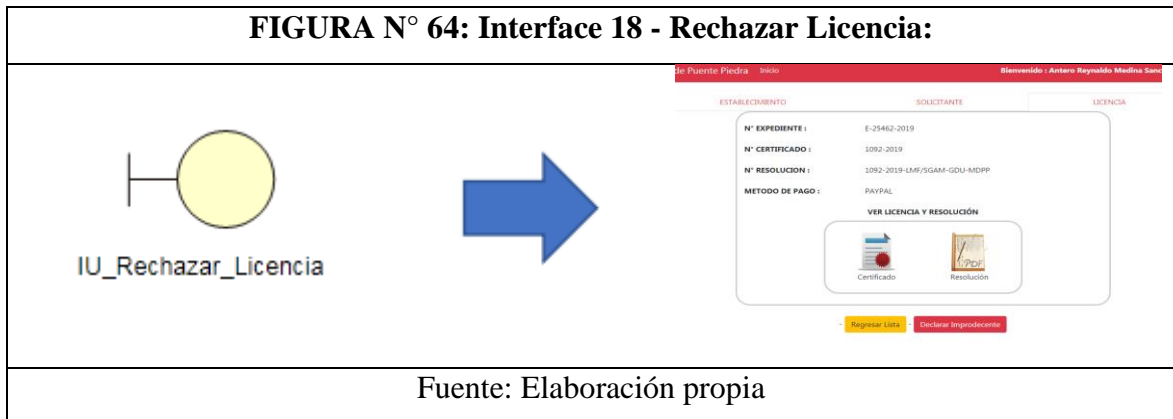 FIGURA N° 64: Interface 18 - Rechazar Licencia:
IU_Rechazar_Licencia
de Puente Piedra Inicio Bienvenido : Antero Reynaldo Medina Sanc
ESTABLECIMIENTO SOLICITANTE LICENCIA
N° EXPEDIENTE : E-25462-2019
N° CERTIFICADO : 1092-2019
N° RESOLUCION : 1092-2019-LMF/SGAM-GDU-MDPP
METODO DE PAGO : PAYPAL
VER LICENCIA Y RESOLUCIÓN
PDF
Certificado Resolución
- Regresar Lista - Declarar Improdecente
Fuente: Elaboración propia